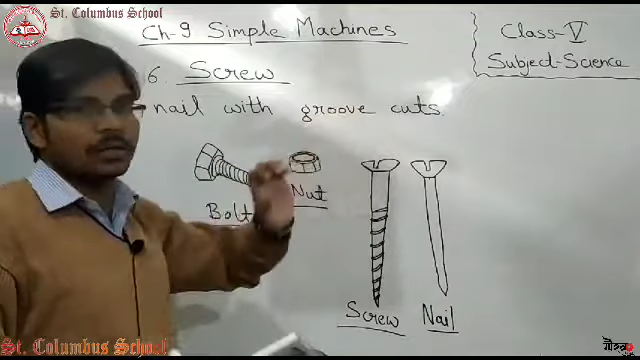 St. Columbus School
Ch-9 Simple Machines
Class-V
Subject-Science
6. Screw
nail with groove cuts.
Bolt
Nut
Screw
Nail
St. Columbus School